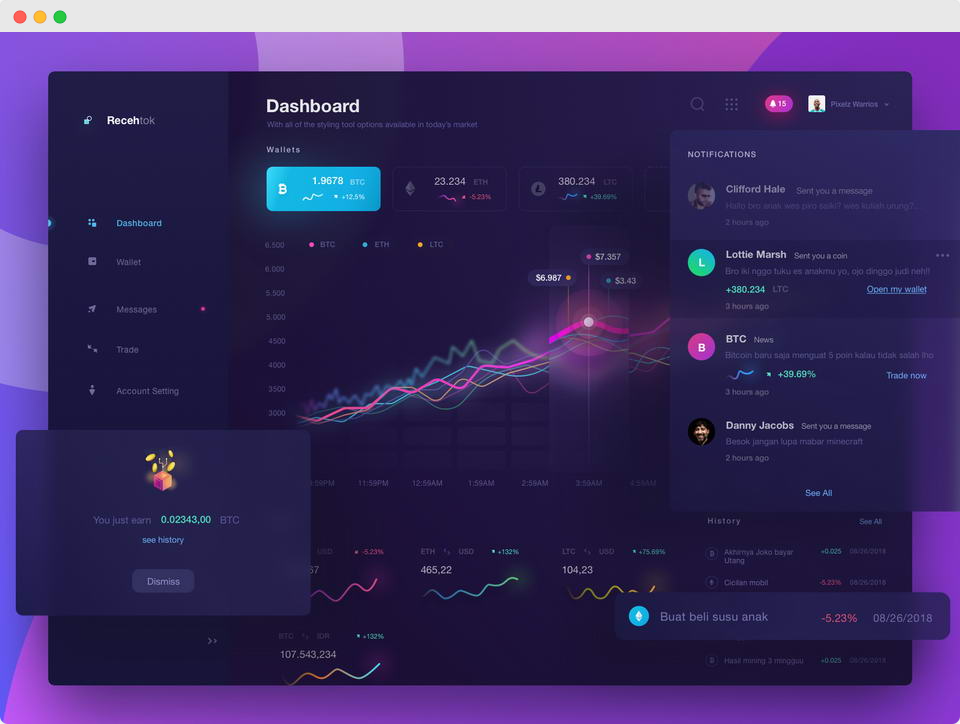 Recehtok
Dashboard
Wallet
Messages
Trade
Account Setting
Dashboard
With all of the styling tool options available in today's market
15
Pixelz Warrios
Wallets
1.9678 BTC
+12,5%
23.234 ETH
-5.23%
380.234 LTC
+39.69%
BTC
ETH
LTC
6.500
6.000
5.500
5.000
4500
4000
3500
3000
$7.357
$6.987
$3.43
:59PM
11:59PM
12:59AM
1:59AM
2:59AM
3:59AM
4:59AM
NOTIFICATIONS
Clifford Hale Sent you a message
Hallo bro anak wes piro saiki? wes kuliah urung?...
2 hours ago
L
Lottie Marsh Sent you a coin
Bro iki nggo tuku es anakmu yo, ojo dinggo judi neh!!
+380.234 LTC
Open my wallet
3 hours ago
B
BTC News
Bitcoin baru saja menguat 5 poin kalau tidak salah lho
+39.69%
Trade now
3 hours ago
Danny Jacobs Sent you a message
Besok jangan lupa mabar minecraft
2 hours ago
See All
You just earn 0.02343,00 BTC
see history
Dismiss
USD
-5.23%
67
ETH USD
+132%
465,22
LTC USD
+75.69%
104,23
BTC IDR
+132%
107.543,234
History
See All
Akhirnya Joko bayar
Utang
+0.025 08/26/2018
Cicilan mobil
-5.23% 08/26/2018
Buat beli susu anak
-5.23% 08/26/2018
Hasil mining 3 mingguu
+0.025 08/26/2018